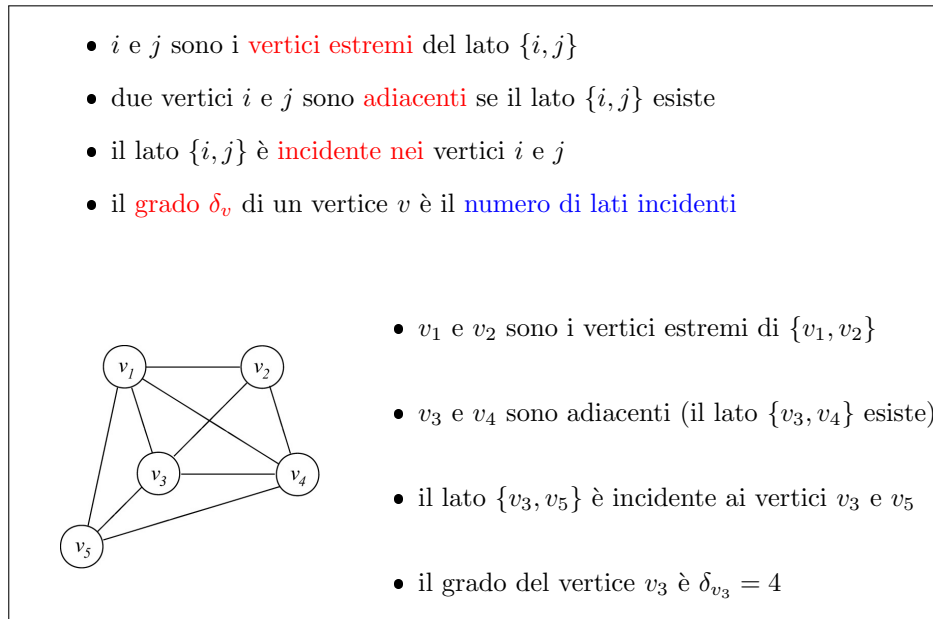 • i e j sono i vertici estremi del lato {i, j}
• due vertici i e j sono adiacenti se il lato {i, j} esiste
• il lato {i, j} è incidente nei vertici i e j
• il grado δv di un vertice v è il numero di lati incidenti
• v1 e v2 sono i vertici estremi di {v1, v2}
v1 v2
• v3 e v4 sono adiacenti (il lato {v3, v4} esiste)
v3 v4
• il lato {v3, v5} è incidente ai vertici v3 e v5
v5
• il grado del vertice v3 è δv3 = 4